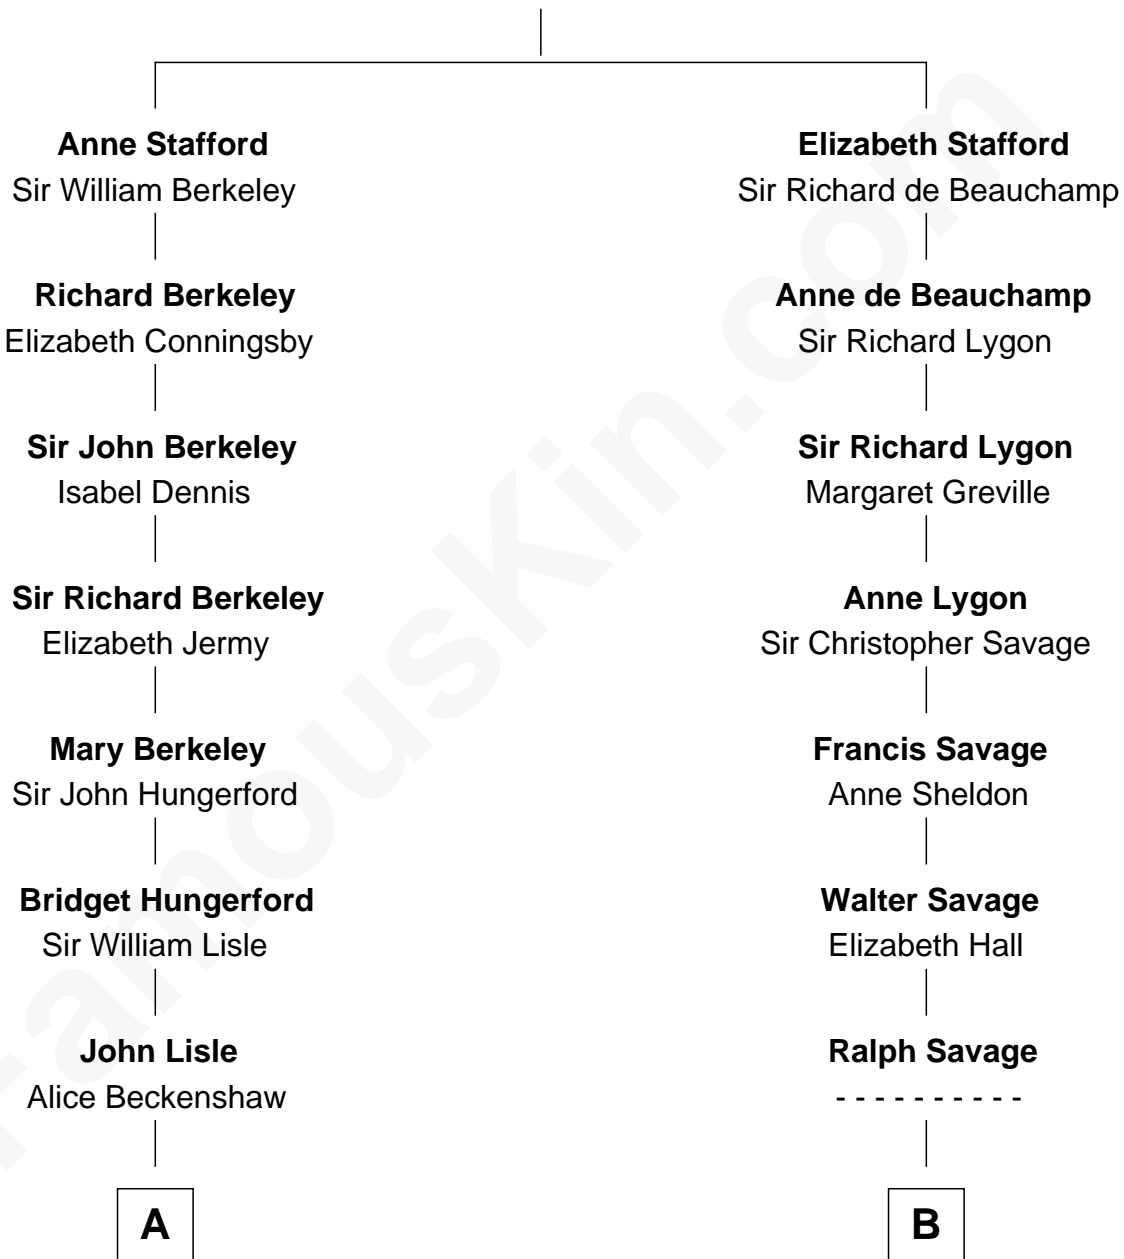 Anne Stafford
Sir William Berkeley
Richard Berkeley
Elizabeth Conningsby
Sir John Berkeley
Isabel Dennis
Sir Richard Berkeley
Elizabeth Jermy
Mary Berkeley
Sir John Hungerford
Bridget Hungerford
Sir William Lisle
John Lisle
Alice Beckenshaw
A
Elizabeth Stafford
Sir Richard de Beauchamp
Anne de Beauchamp
Sir Richard Lygon
Sir Richard Lygon
Margaret Greville
Anne Lygon
Sir Christopher Savage
Francis Savage
Anne Sheldon
Walter Savage
Elizabeth Hall
Ralph Savage
- - - - - - - - - -
B
FamousKin.com